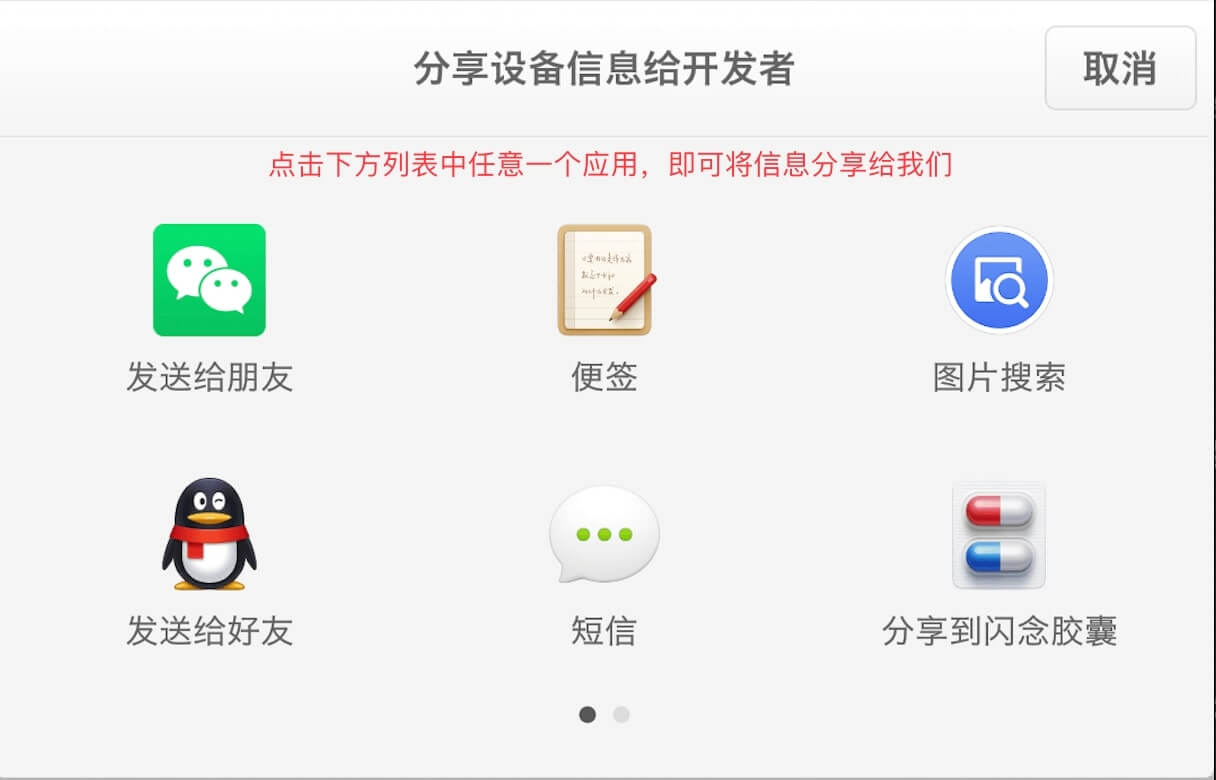 分享设备信息给开发者
取消
点击下方列表中任意一个应用，即可将信息分享给我们
发送给朋友
便签
图片搜索
发送给好友
短信
分享到闪念胶囊